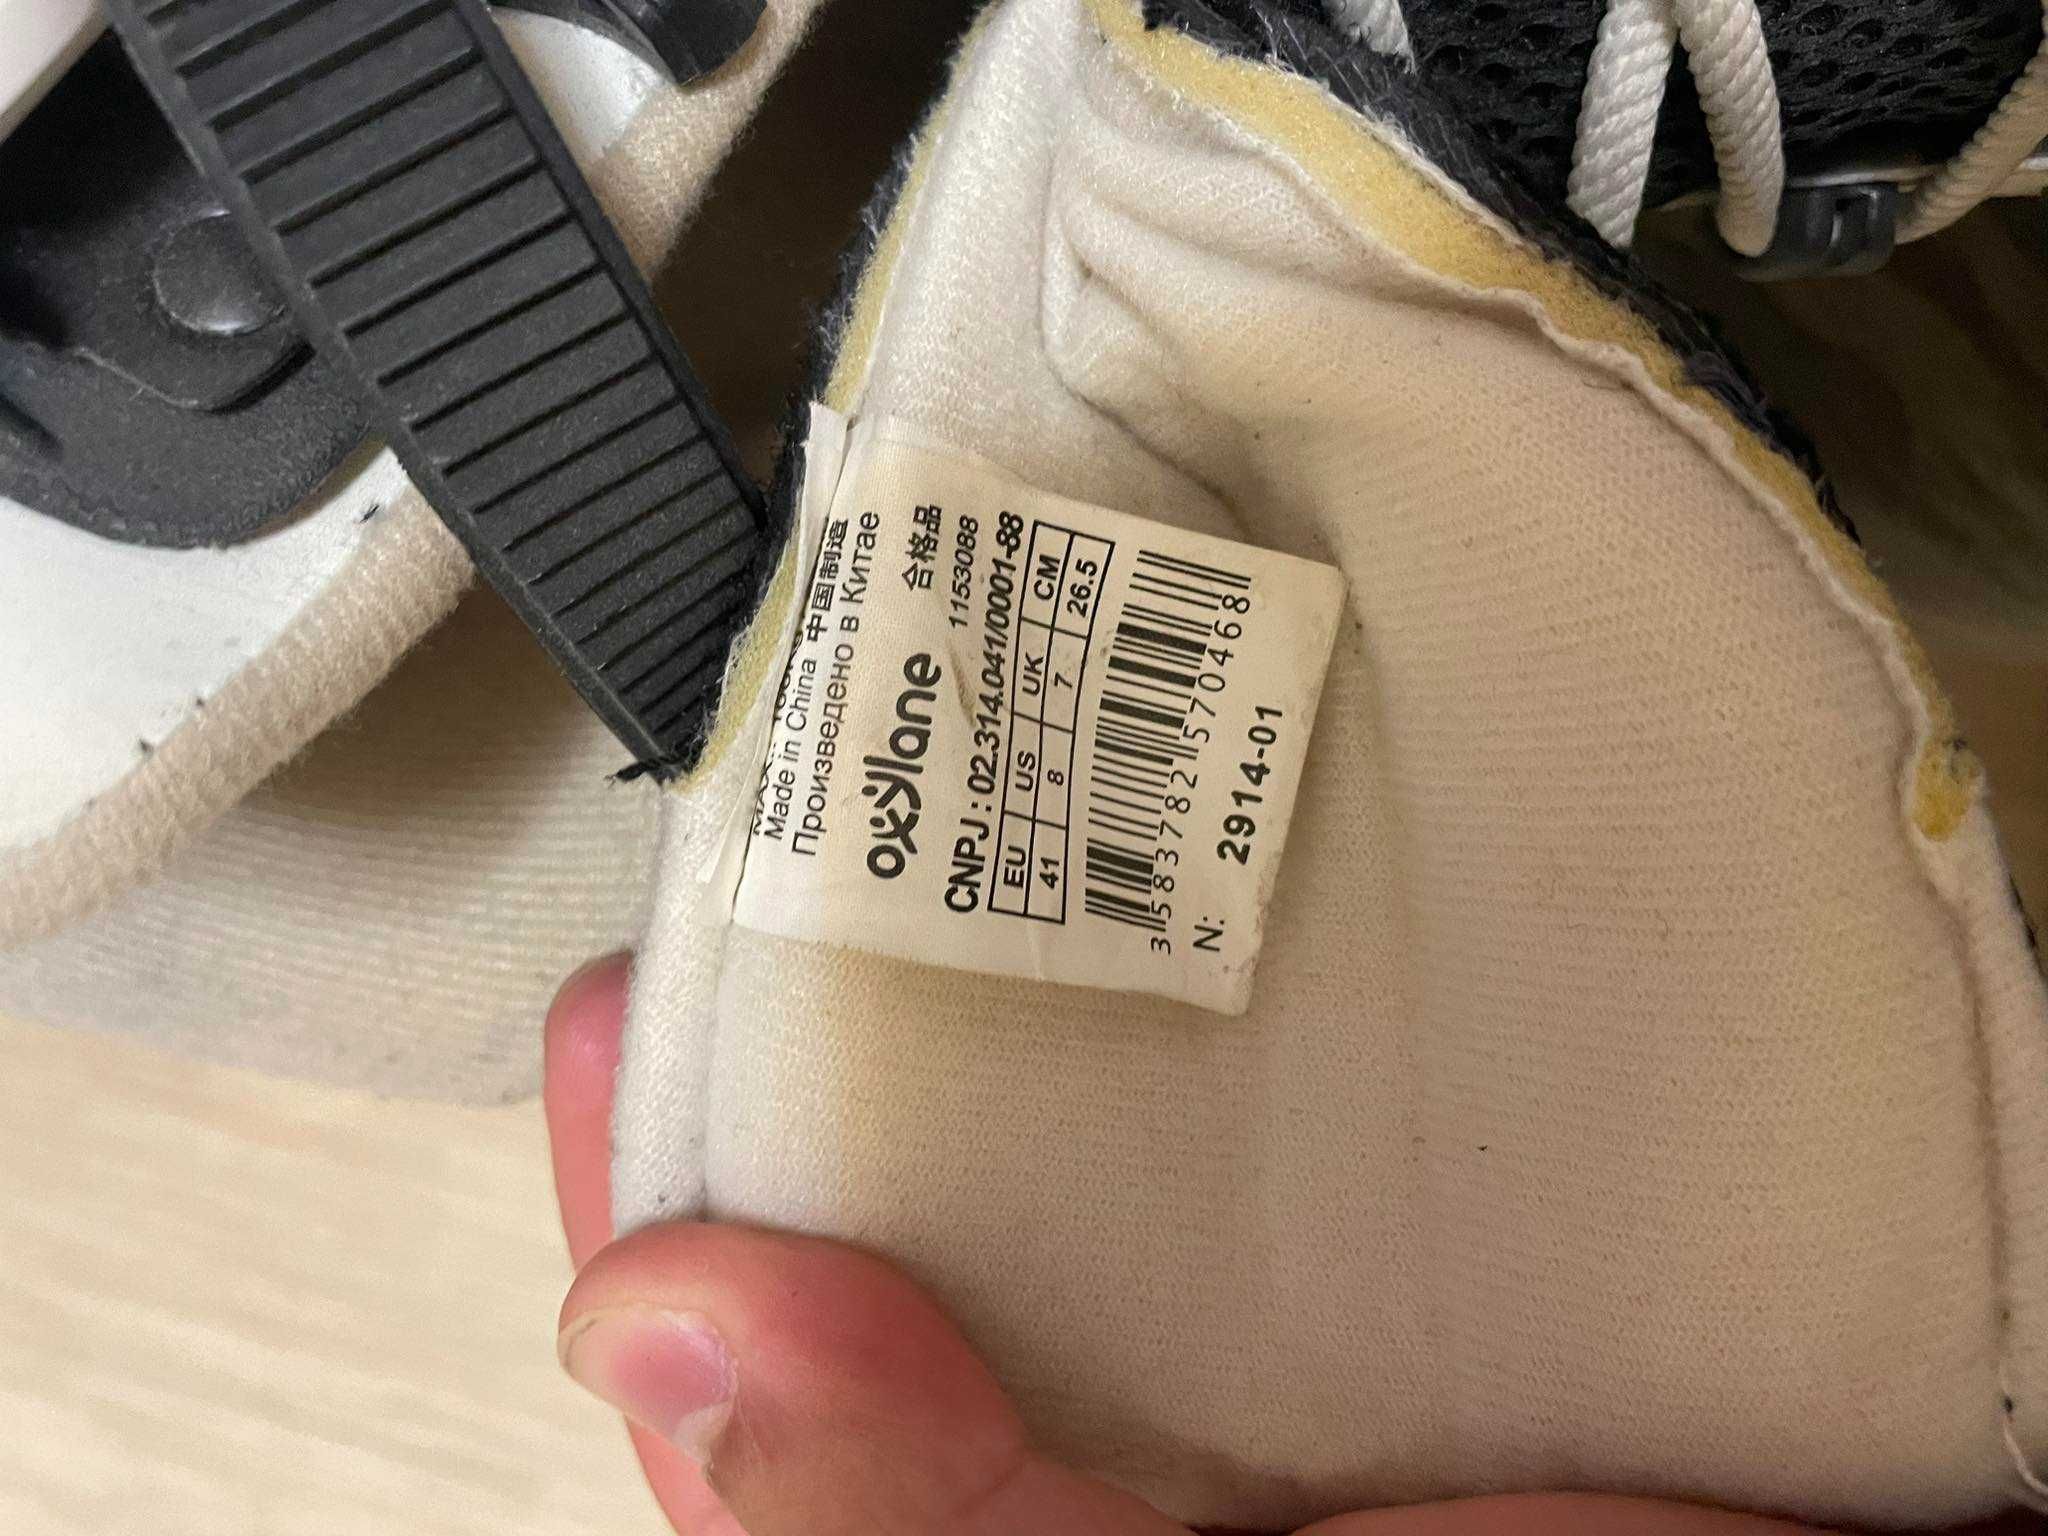 Made in China 中国制造
Произведено в Китае
oxylane 合格品
1153088
CNPJ : 02.314.041/0001-88
EU US UK CM
41 8 7 26.5
3 583782 570468
N: 2914-01